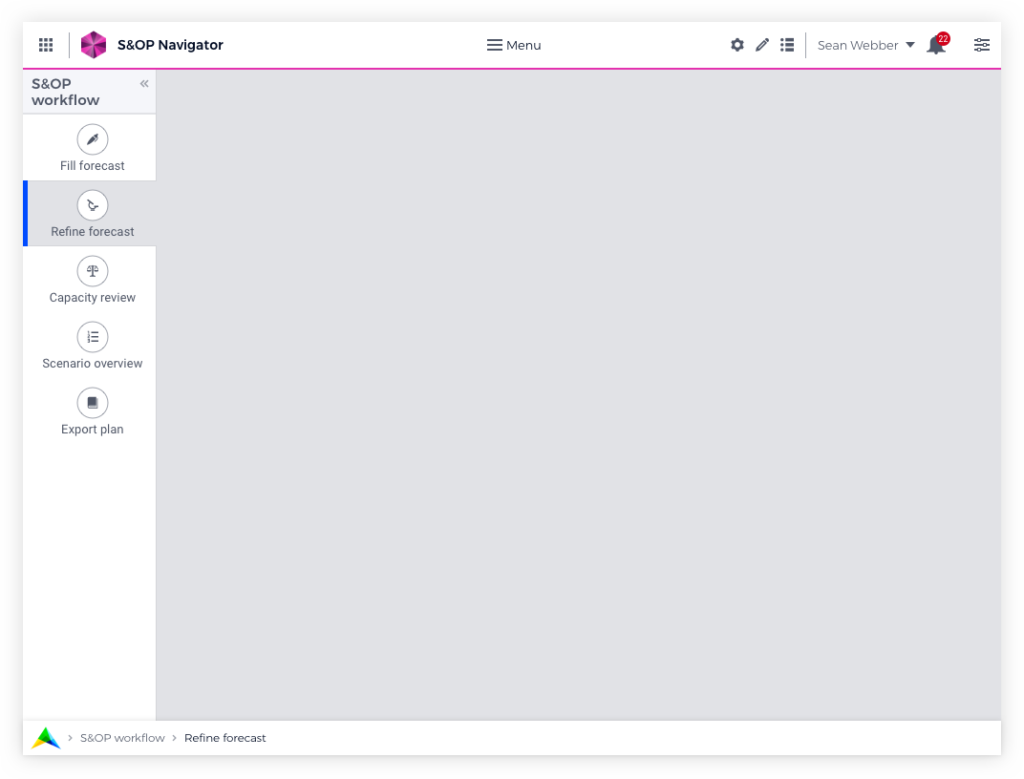 S&OP Navigator
Menu
Sean Webber
22
S&OP
workflow
Fill forecast
Refine forecast
Capacity review
Scenario overview
Export plan
S&OP workflow > Refine forecast